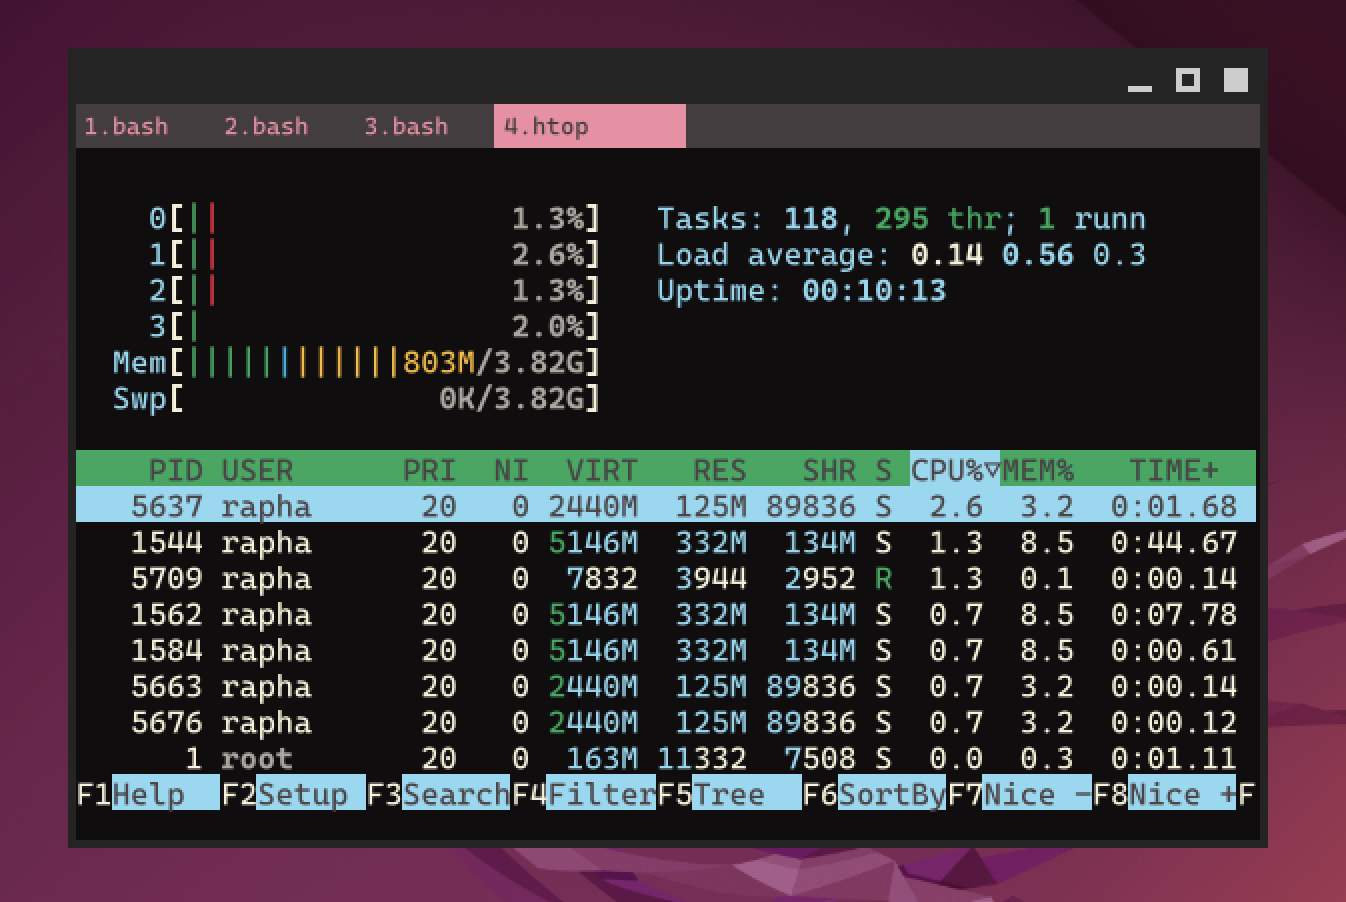 1.bash 2.bash 3.bash 4.htop
0[|| 1.3%] Tasks: 118, 295 thr; 1 runn
1[|| 2.6%] Load average: 0.14 0.56 0.3
2[|| 1.3%] Uptime: 00:10:13
3[| 2.0%]
Mem[||||||||||||803M/3.82G]
Swp[ 0K/3.82G]
PID USER PRI NI VIRT RES SHR S CPU%▽MEM% TIME+
5637 rapha 20 0 2440M 125M 89836 S 2.6 3.2 0:01.68
1544 rapha 20 0 5146M 332M 134M S 1.3 8.5 0:44.67
5709 rapha 20 0 7832 3944 2952 R 1.3 0.1 0:00.14
1562 rapha 20 0 5146M 332M 134M S 0.7 8.5 0:07.78
1584 rapha 20 0 5146M 332M 134M S 0.7 8.5 0:00.61
5663 rapha 20 0 2440M 125M 89836 S 0.7 3.2 0:00.14
5676 rapha 20 0 2440M 125M 89836 S 0.7 3.2 0:00.12
1 root 20 0 163M 11332 7508 S 0.0 0.3 0:01.11
F1Help F2Setup F3SearchF4FilterF5Tree F6SortByF7Nice -F8Nice +F